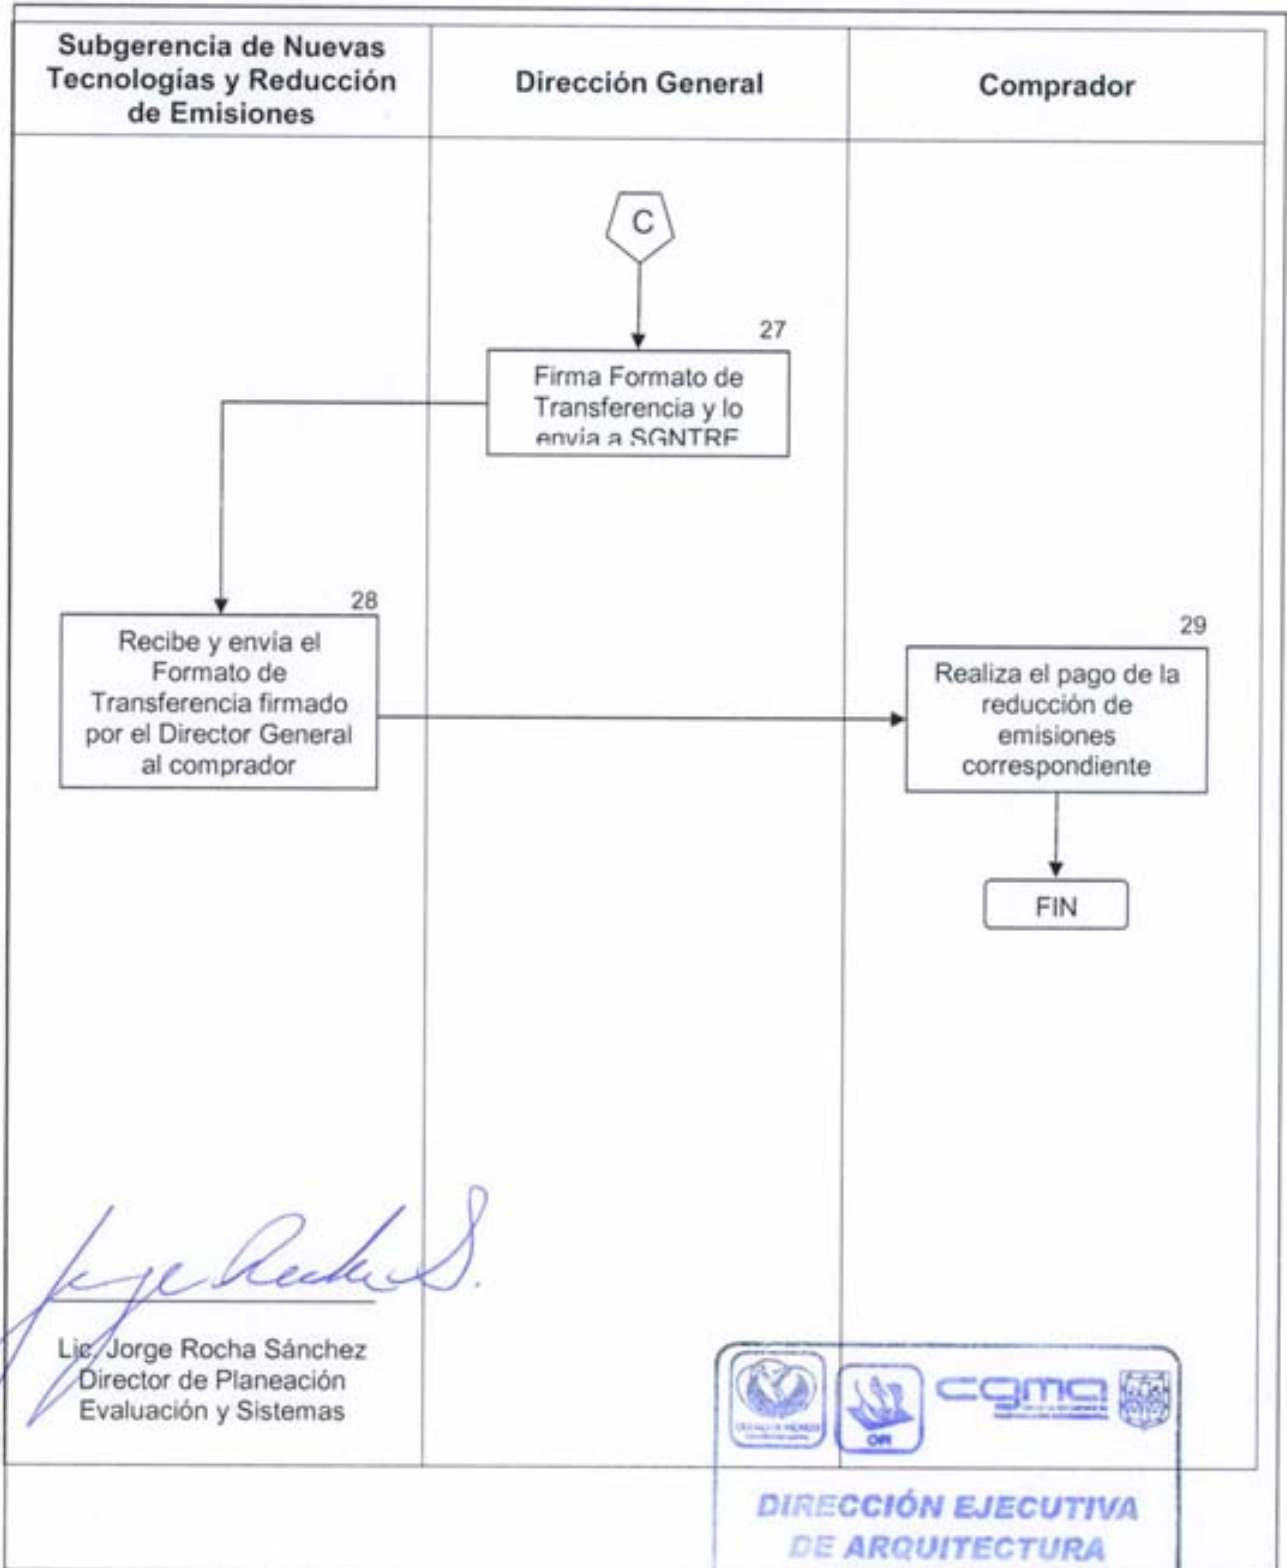 Subgerencia de Nuevas
Tecnologías y Reducción
de Emisiones
Dirección General
Comprador
C
27
Firma Formato de
Transferencia y lo
envía a SGNTRE
28
Recibe y envía el
Formato de
Transferencia firmado
por el Director General
al comprador
29
Realiza el pago de la
reducción de
emisiones
correspondiente
FIN
Jorge Rocha S.
Lic. Jorge Rocha Sánchez
Director de Planeación
Evaluación y Sistemas
cgma
DIRECCIÓN EJECUTIVA
DE ARQUITECTURA